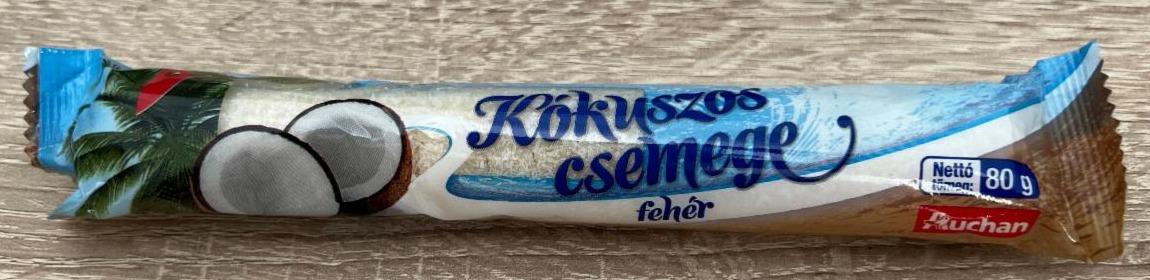 Kókuszos
csemege
fehér
Nettó
tömeg:
80 g
Auchan